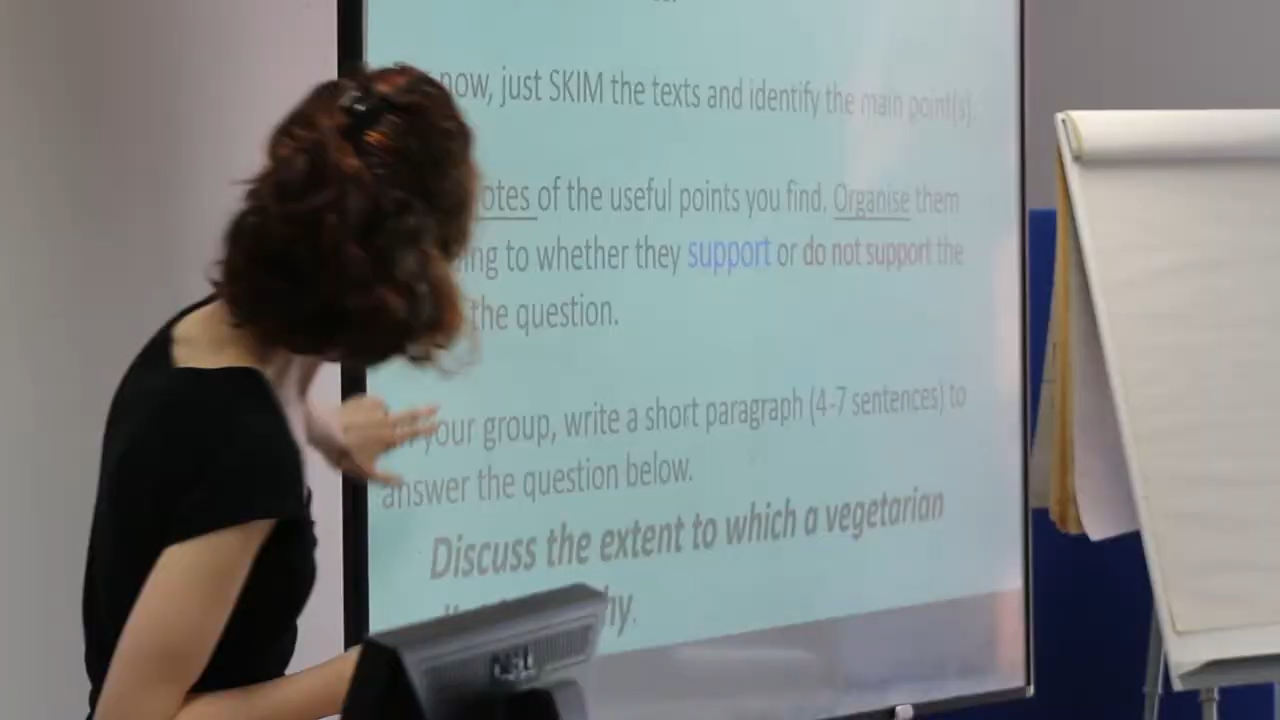 now, just SKIM the texts and identify the main point(s).
otes of the useful points you find. Organise them
ing to whether they support or do not support the
the question.
your group, write a short paragraph (4-7 sentences) to
answer the question below.
Discuss the extent to which a vegetarian
hy.
DELL